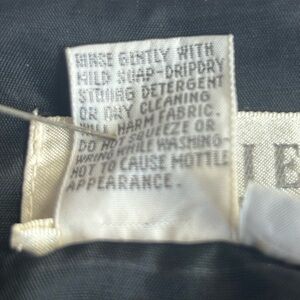 RINSE GENTLY WITH
MILD SOAP-DRIPDRY
STRONG DETERGENT
OR DRY CLEANING
WILL HARM FABRIC.
DO NOT SQUEEZE OR
WRING WHILE WASHING-
NOT TO CAUSE MOTTLE
APPEARANCE.
IE